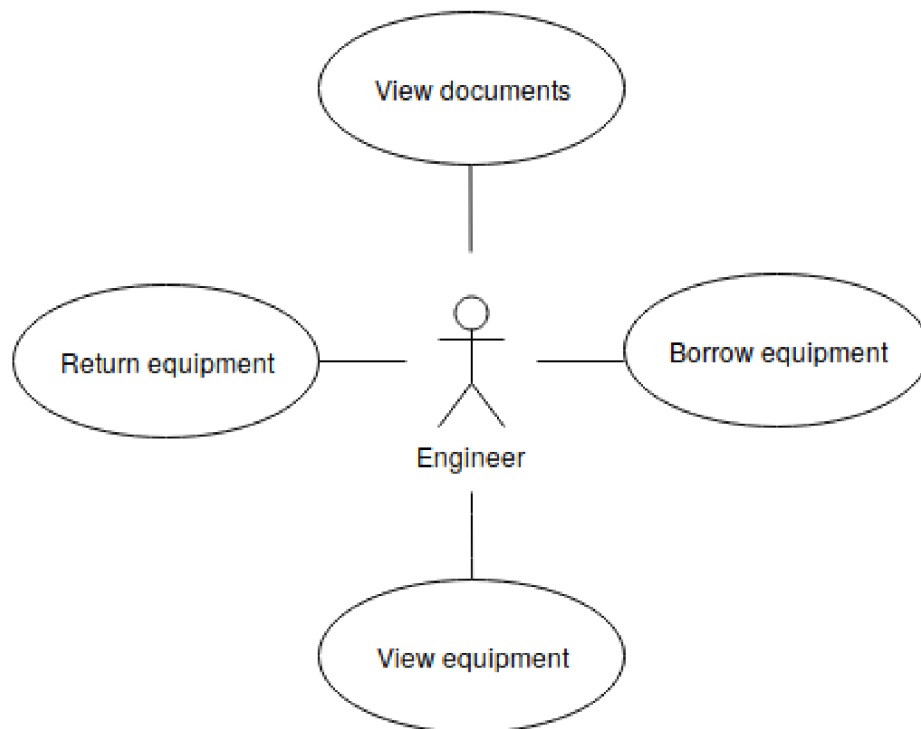 View documents
Return equipment
Borrow equipment
Engineer
View equipment